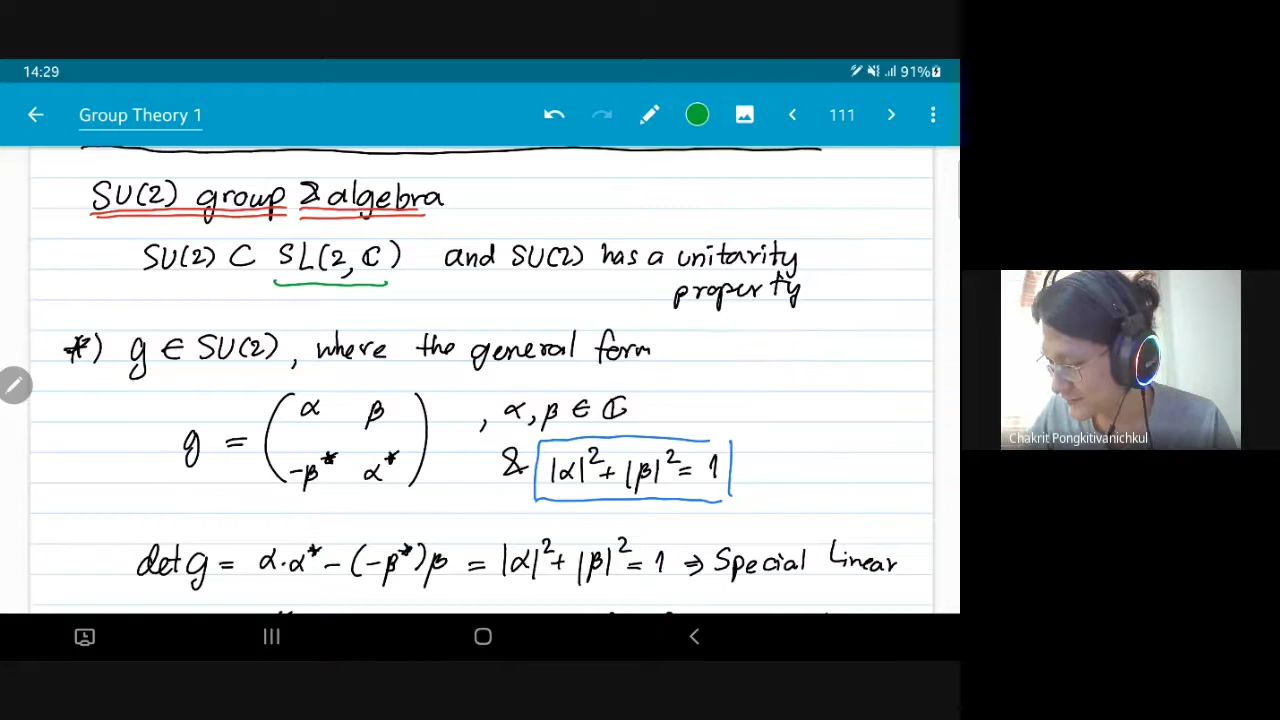 14:29 91%
Group Theory 1 111
SU(2) group & algebra
SU(2) ⊂ SL(2,ℂ) and SU(2) has a unitarity
property
*) g ∈ SU(2), where the general form
g = ( α β ) , α, β ∈ ℂ
( -β* α* ) & |α|² + |β|² = 1
det g = α·α* - (-β*)β = |α|² + |β|² = 1 ⇒ Special Linear
Chakrit Pongkitivanichkul